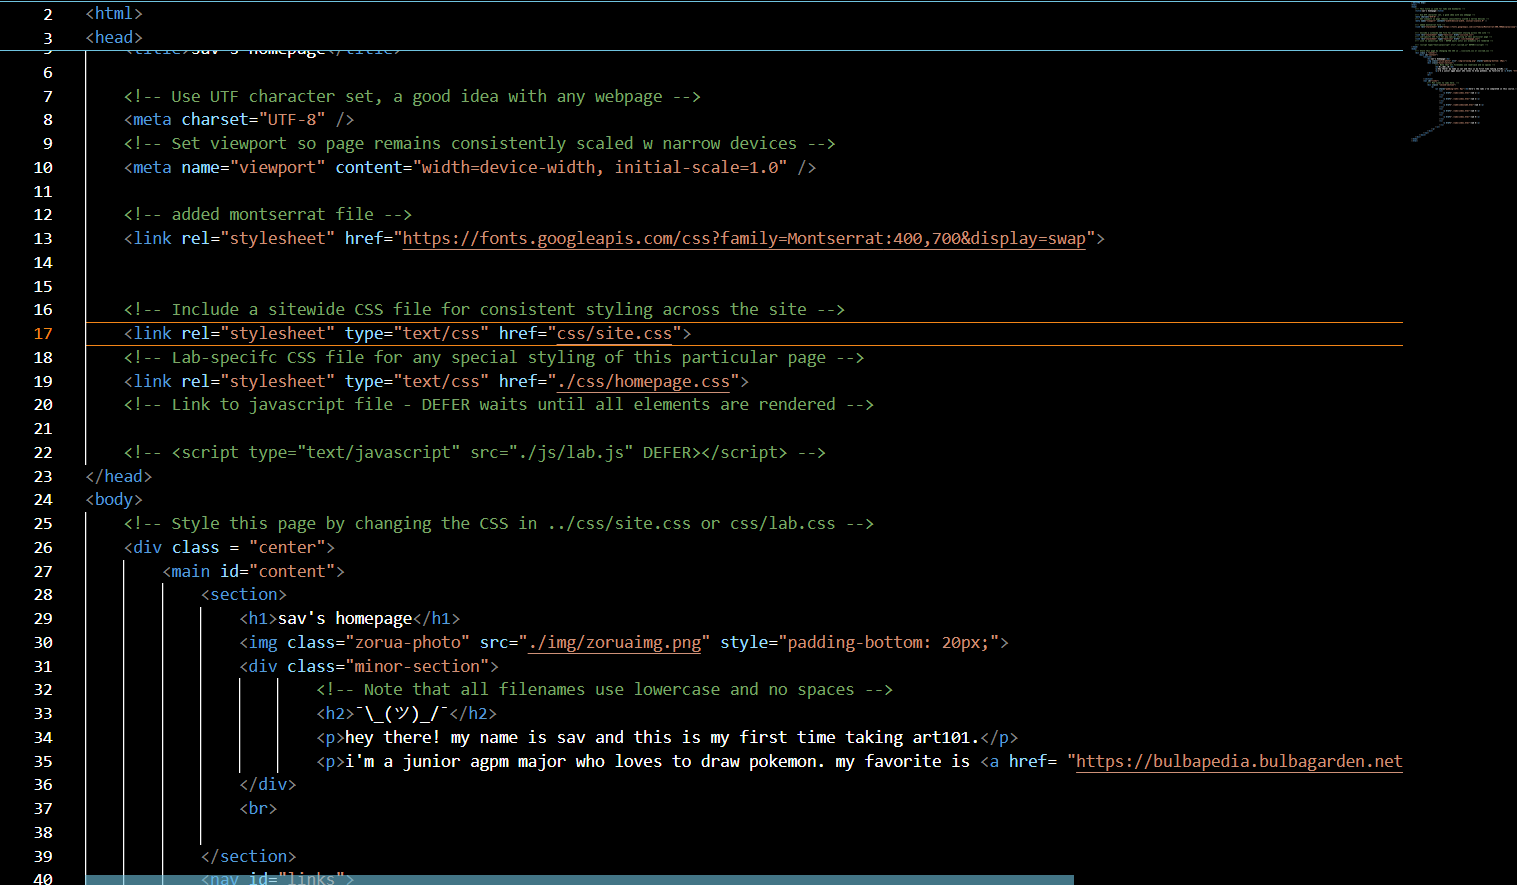 2 <html>
3 <head>
<title>sav's homepage</title>
6
7 <!-- Use UTF character set, a good idea with any webpage -->
8 <meta charset="UTF-8" />
9 <!-- Set viewport so page remains consistently scaled w narrow devices -->
10 <meta name="viewport" content="width=device-width, initial-scale=1.0" />
11
12 <!-- added montserrat file -->
13 <link rel="stylesheet" href="https://fonts.googleapis.com/css?family=Montserrat:400,700&display=swap">
14
15
16 <!-- Include a sitewide CSS file for consistent styling across the site -->
17 <link rel="stylesheet" type="text/css" href="css/site.css">
18 <!-- Lab-specifc CSS file for any special styling of this particular page -->
19 <link rel="stylesheet" type="text/css" href="./css/homepage.css">
20 <!-- Link to javascript file - DEFER waits until all elements are rendered -->
21
22 <!-- <script type="text/javascript" src="./js/lab.js" DEFER></script> -->
23 </head>
24 <body>
25 <!-- Style this page by changing the CSS in ../css/site.css or css/lab.css -->
26 <div class = "center">
27 <main id="content">
28 <section>
29 <h1>sav's homepage</h1>
30 <img class="zorua-photo" src="./img/zoruaimg.png" style="padding-bottom: 20px;">
31 <div class="minor-section">
32 <!-- Note that all filenames use lowercase and no spaces -->
33 <h2>¯\_(ツ)_/¯</h2>
34 <p>hey there! my name is sav and this is my first time taking art101.</p>
35 <p>i'm a junior agpm major who loves to draw pokemon. my favorite is <a href= "https://bulbapedia.bulbagarden.net
36 </div>
37 <br>
38
39 </section>
40 <nav id="links">